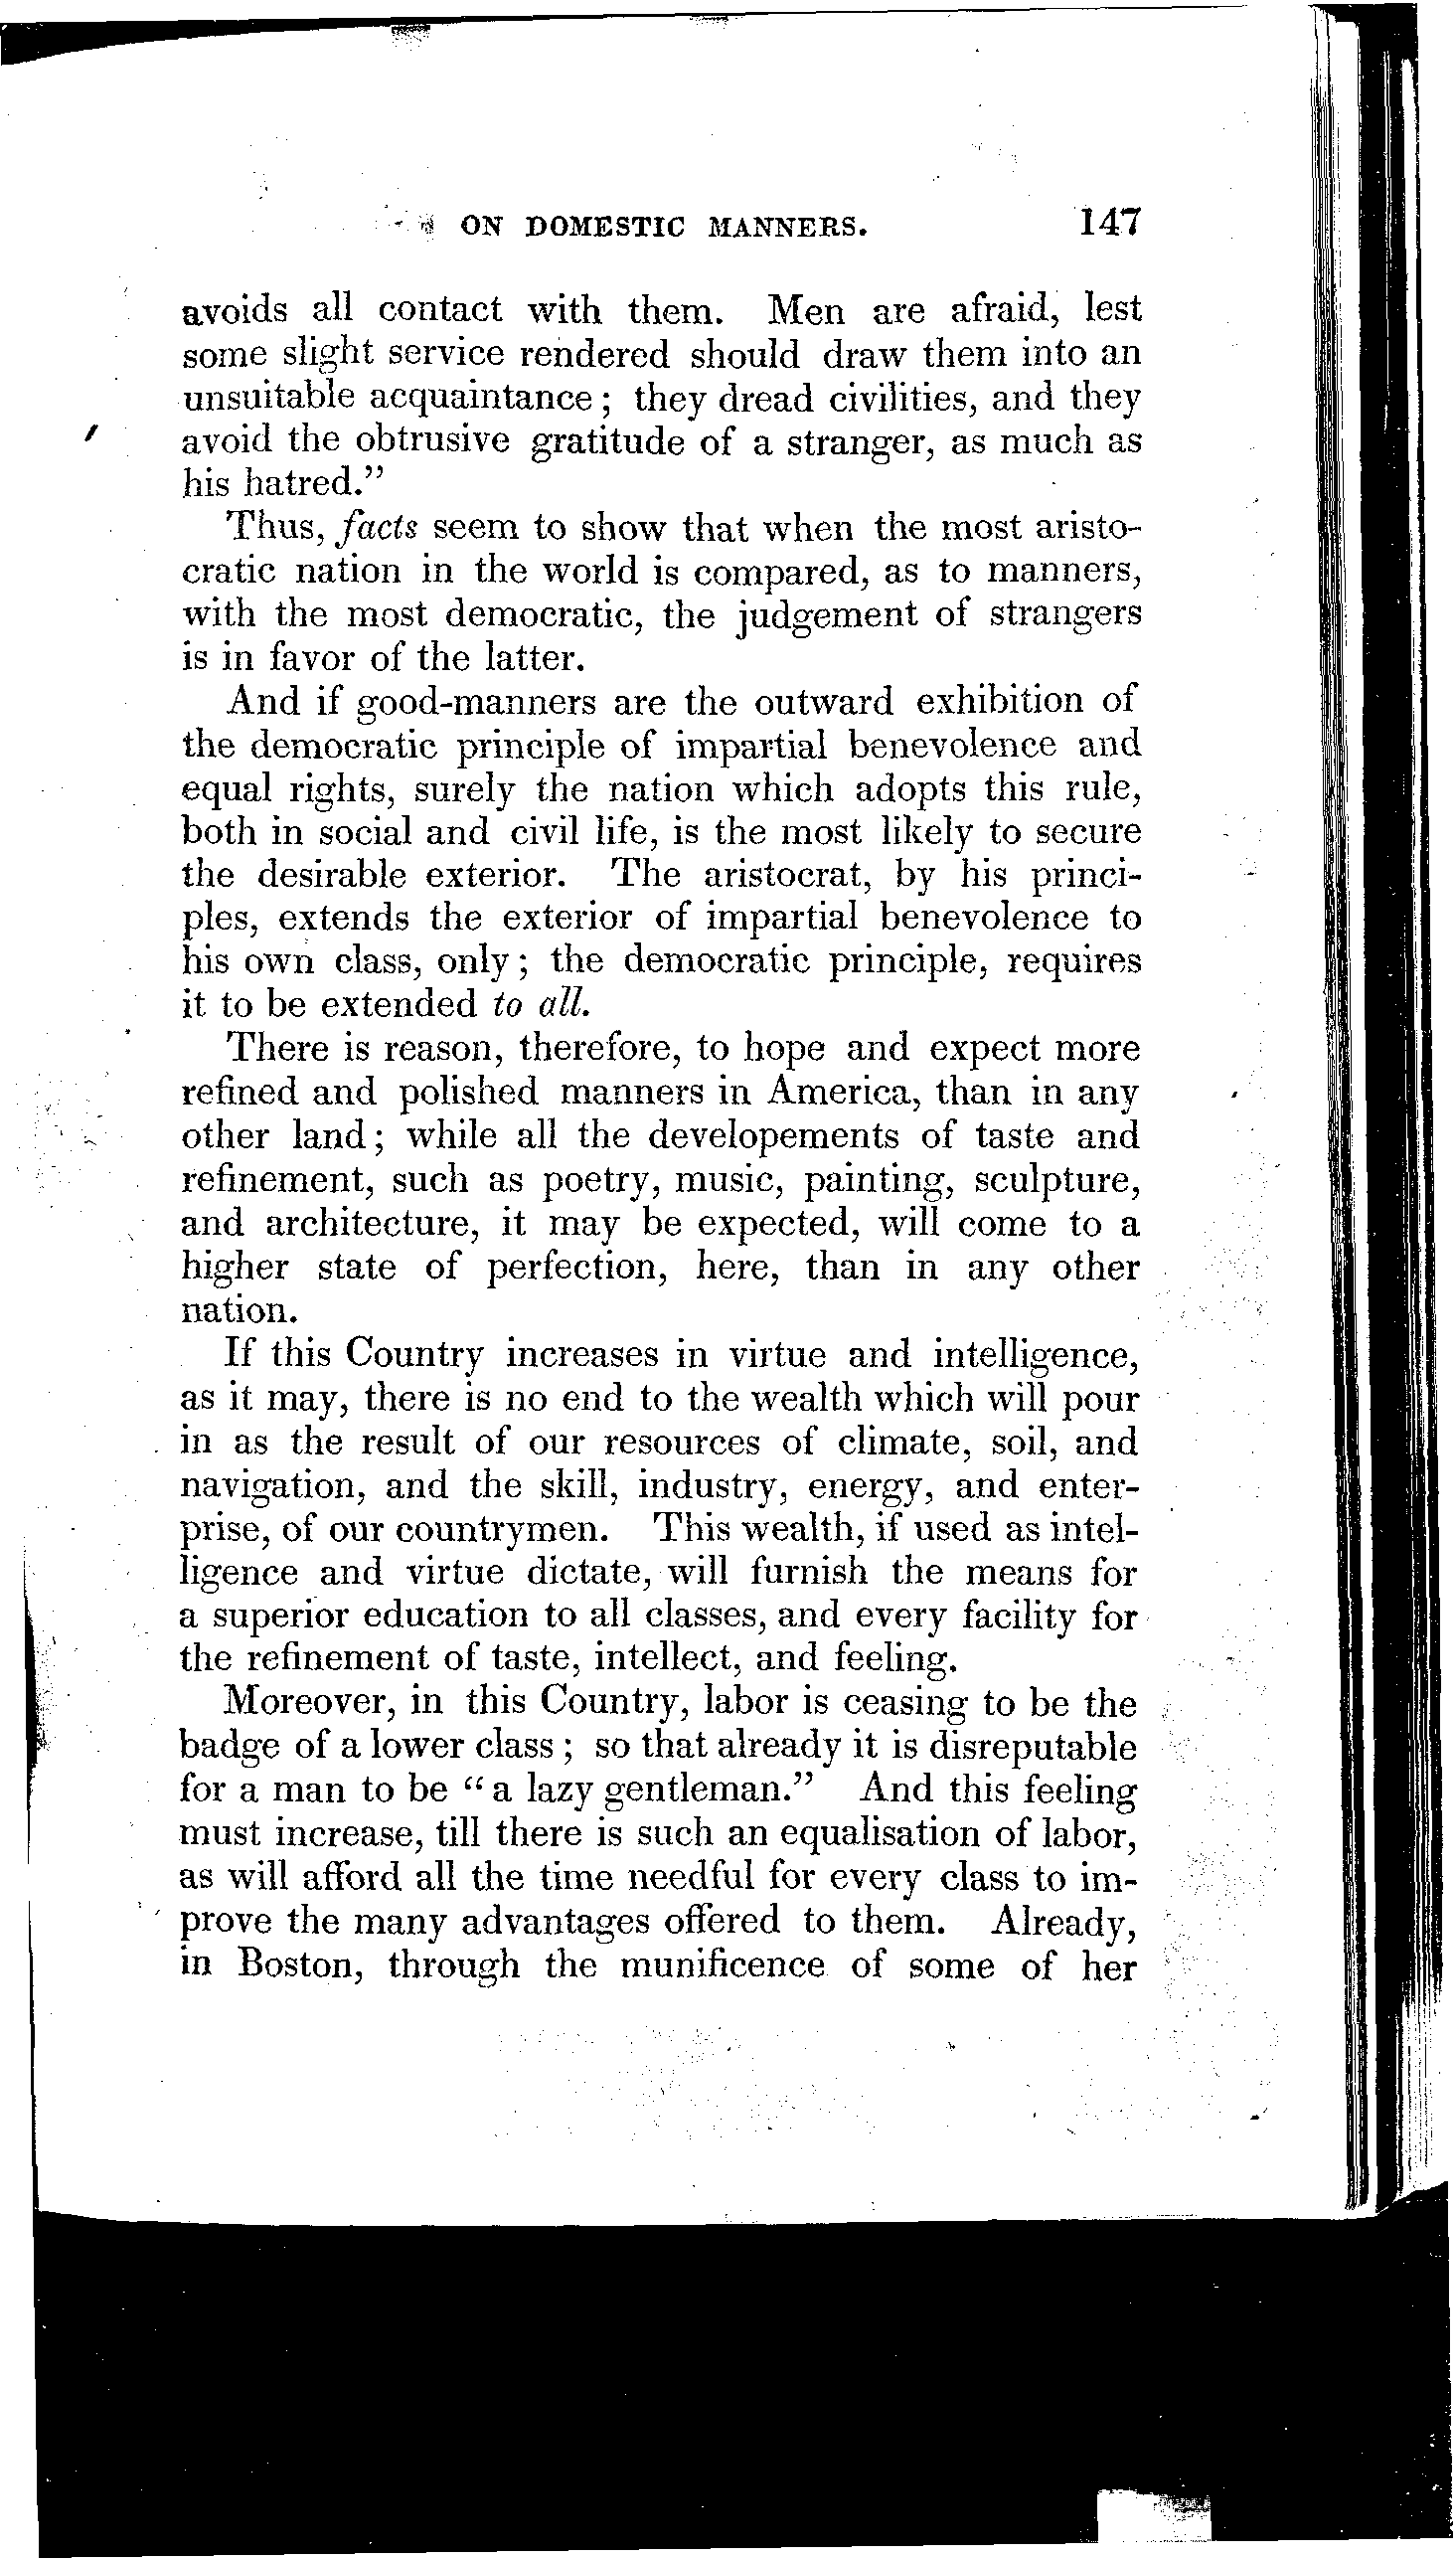 ON DOMESTIC MANNERS. 147
avoids all contact with them. Men are afraid, lest
some slight service rendered should draw them into an
unsuitable acquaintance; they dread civilities, and they
avoid the obtrusive gratitude of a stranger, as much as
his hatred."
Thus, facts seem to show that when the most aristo-
cratic nation in the world is compared, as to manners,
with the most democratic, the judgement of strangers
is in favor of the latter.
And if good-manners are the outward exhibition of
the democratic principle of impartial benevolence and
equal rights, surely the nation which adopts this rule,
both in social and civil life, is the most likely to secure
the desirable exterior. The aristocrat, by his princi-
ples, extends the exterior of impartial benevolence to
his own class, only; the democratic principle, requires
it to be extended to all.
There is reason, therefore, to hope and expect more
refined and polished manners in America, than in any
other land; while all the developements of taste and
refinement, such as poetry, music, painting, sculpture,
and architecture, it may be expected, will come to a
higher state of perfection, here, than in any other
nation.
If this Country increases in virtue and intelligence,
as it may, there is no end to the wealth which will pour
in as the result of our resources of climate, soil, and
navigation, and the skill, industry, energy, and enter-
prise, of our countrymen. This wealth, if used as intel-
ligence and virtue dictate, will furnish the means for
a superior education to all classes, and every facility for
the refinement of taste, intellect, and feeling.
Moreover, in this Country, labor is ceasing to be the
badge of a lower class; so that already it is disreputable
for a man to be "a lazy gentleman." And this feeling
must increase, till there is such an equalisation of labor,
as will afford all the time needful for every class to im-
prove the many advantages offered to them. Already,
in Boston, through the munificence of some of her